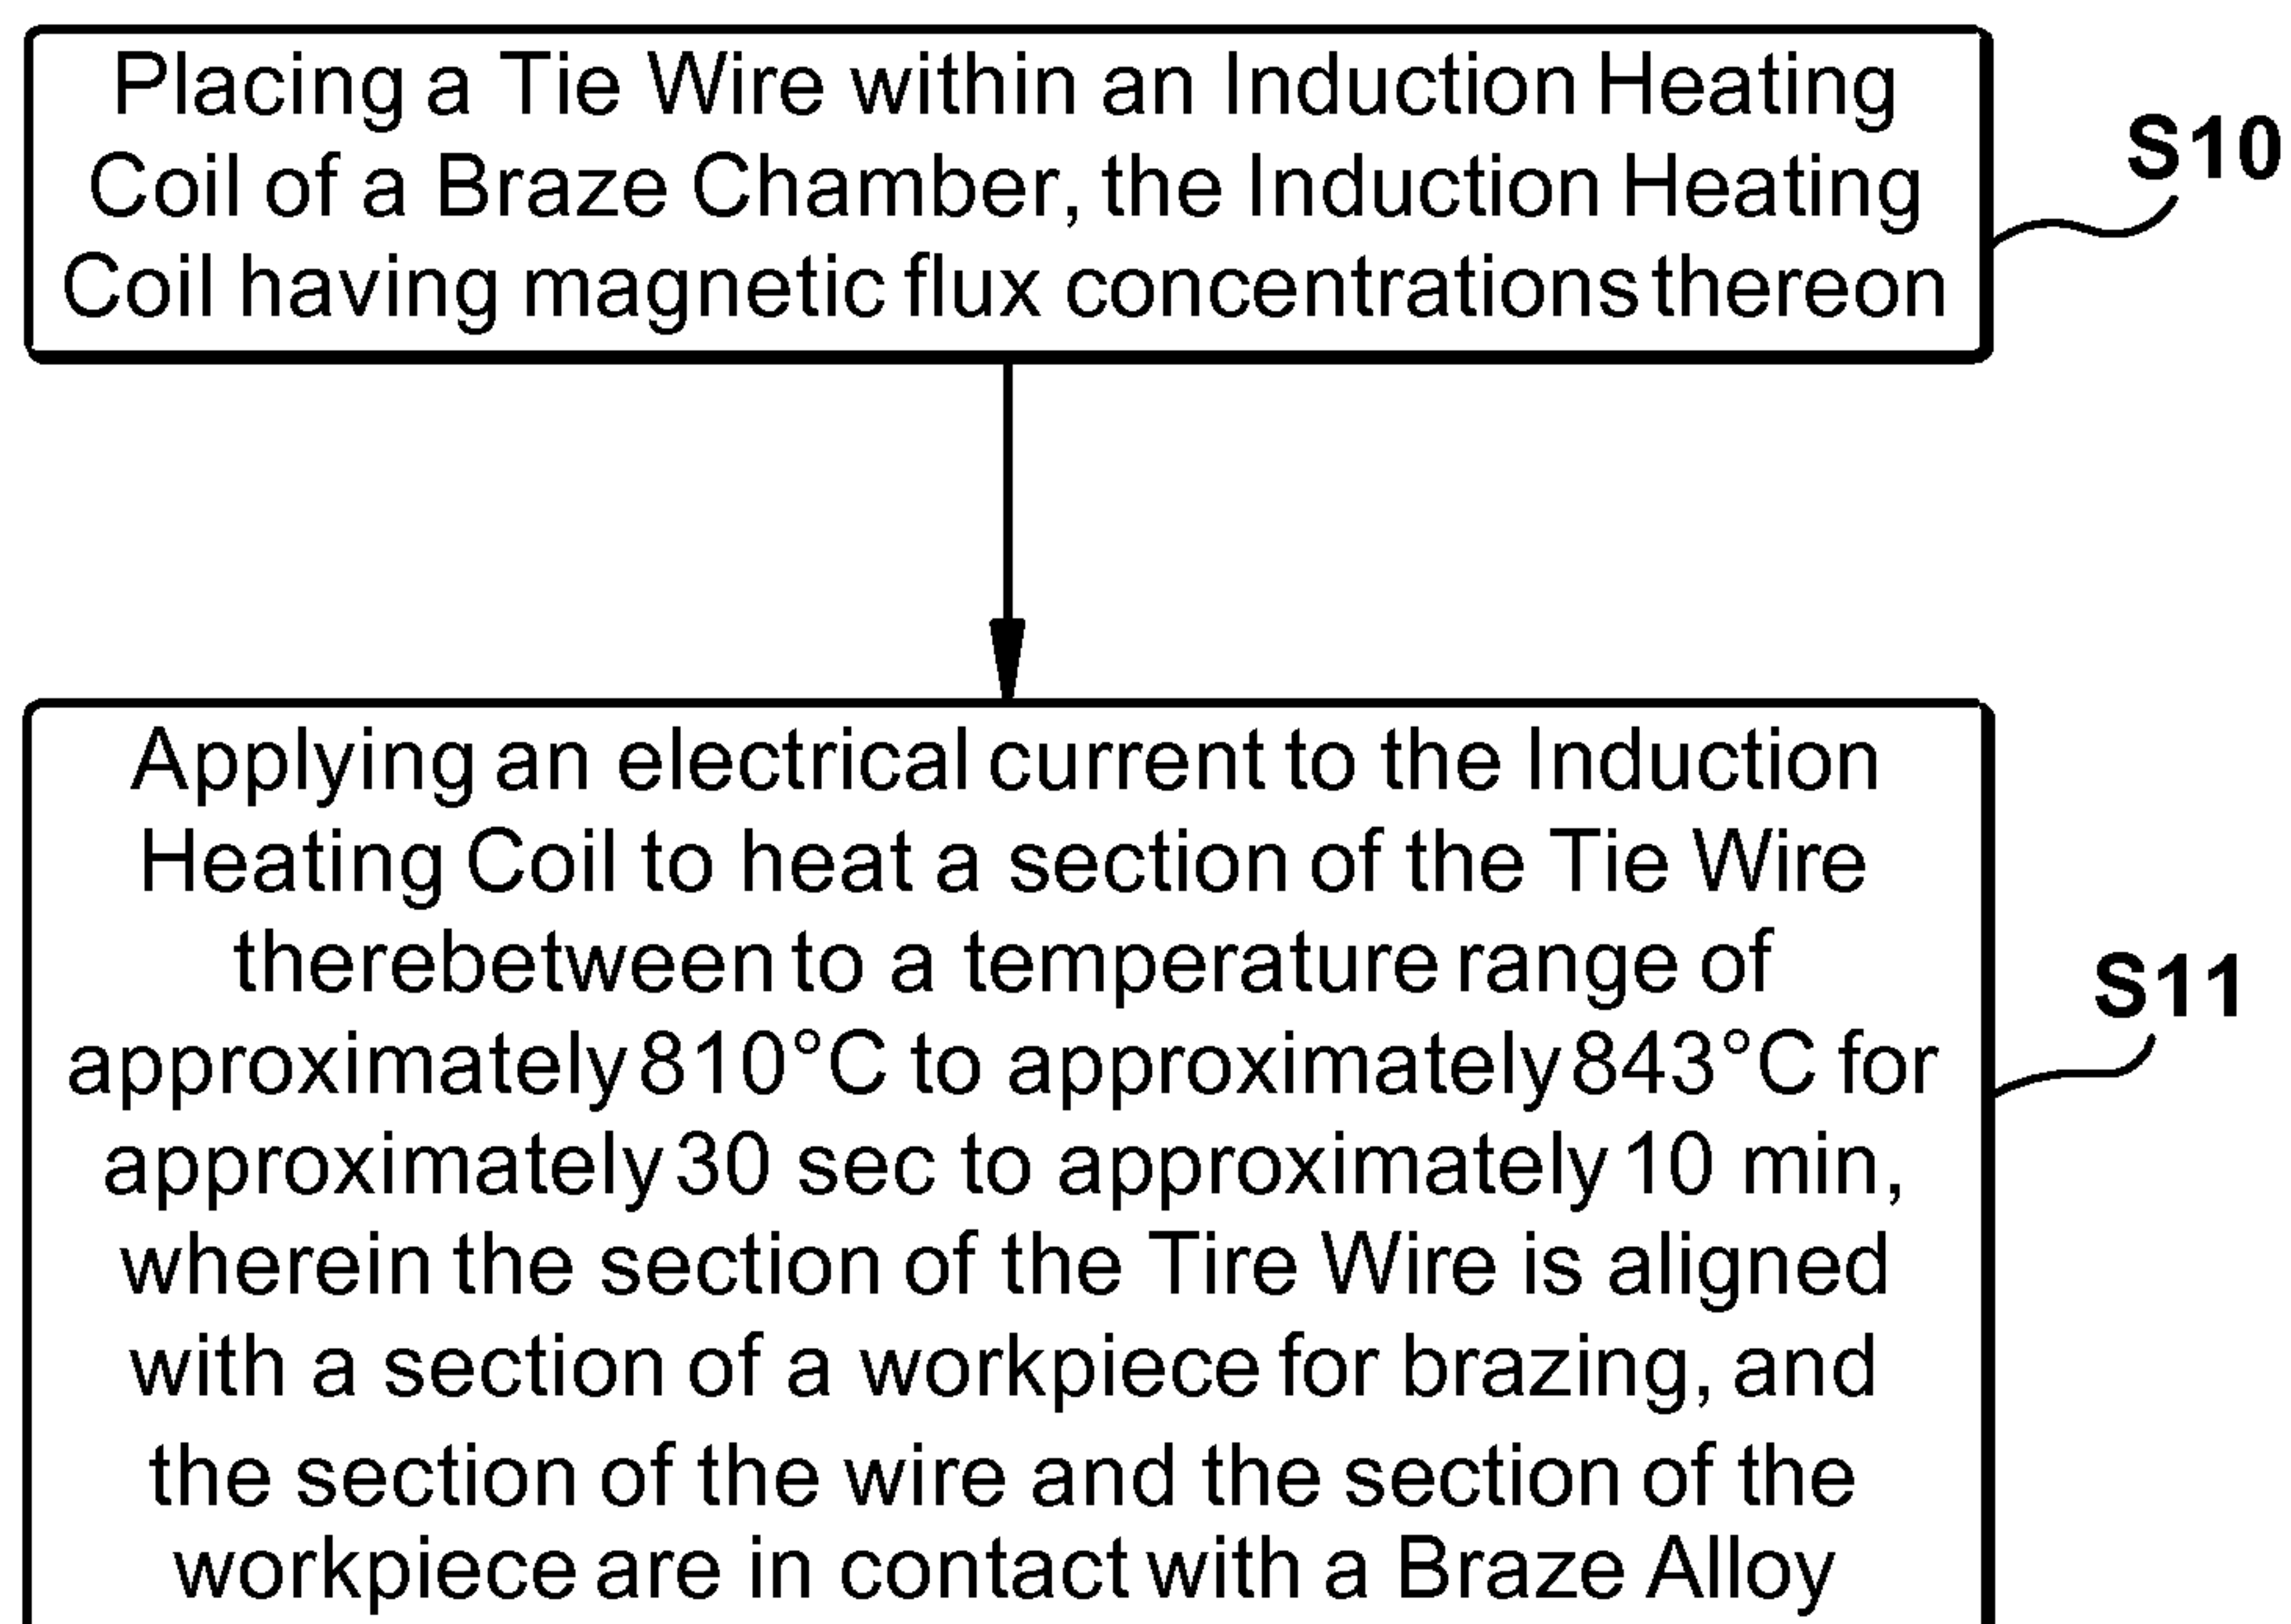 Placing a Tie Wire within an Induction Heating
Coil of a Braze Chamber, the Induction Heating
Coil having magnetic flux concentrations thereon
S10
Applying an electrical current to the Induction
Heating Coil to heat a section of the Tie Wire
therebetween to a temperature range of
approximately 810°C to approximately 843°C for
approximately 30 sec to approximately 10 min,
wherein the section of the Tire Wire is aligned
with a section of a workpiece for brazing, and
the section of the wire and the section of the
workpiece are in contact with a Braze Alloy
S11